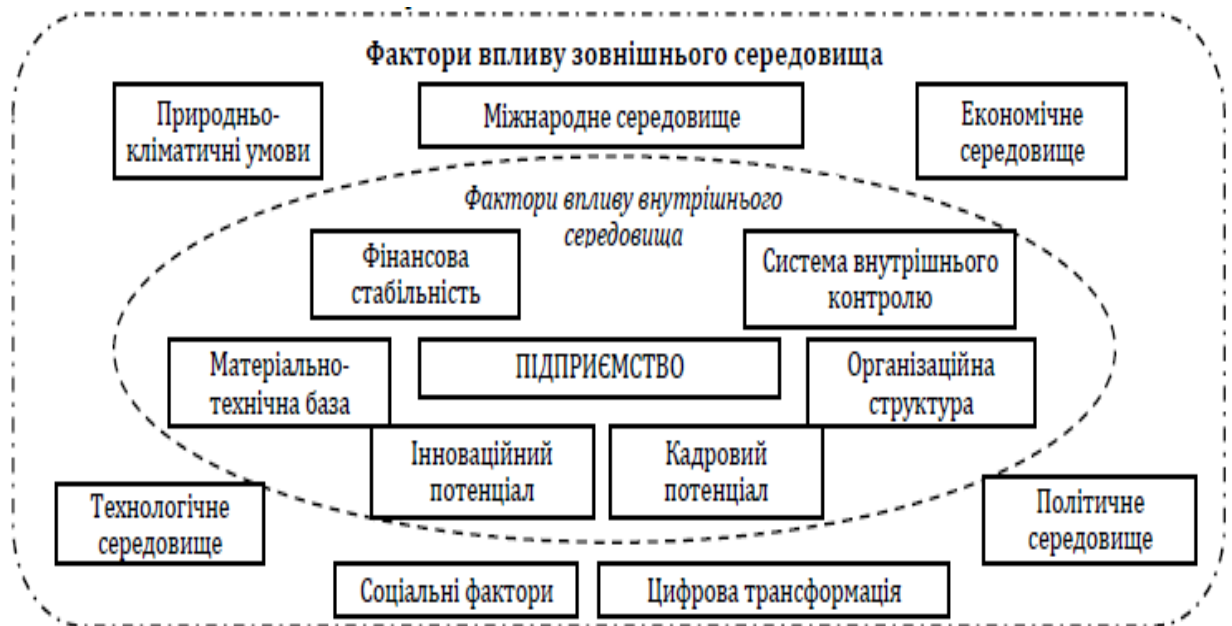 Фактори впливу зовнішнього середовища
Природньо-
кліматичні умови
Міжнародне середовище
Економічне
середовище
Фактори впливу внутрішнього
середовища
Фінансова
стабільність
Система внутрішнього
контролю
Матеріально-
технічна база
ПІДПРИЄМСТВО
Організаційна
структура
Інноваційний
потенціал
Кадровий
потенціал
Технологічне
середовище
Політичне
середовище
Соціальні фактори
Цифрова трансформація